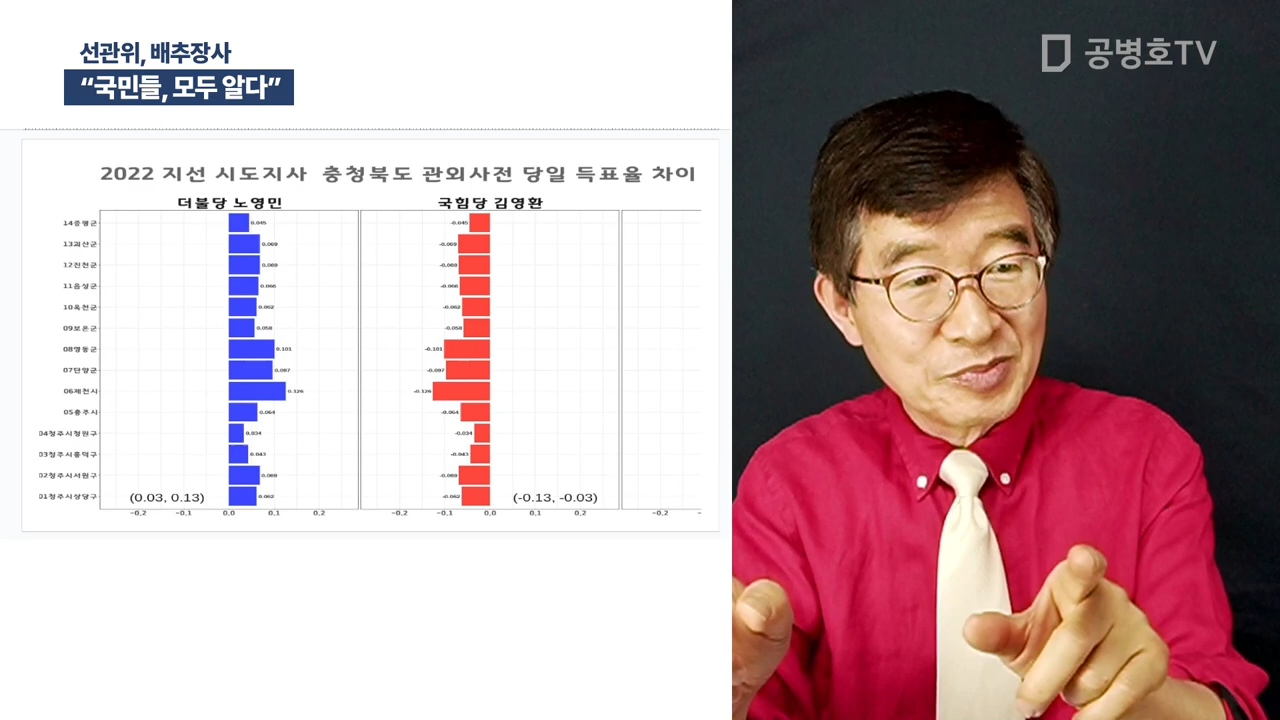 선관위, 배추장사
“국민들, 모두 알다”
공병호TV
2022 지선 시도지사 충청북도 관외사전 당일 득표율 차이
더불당 노영민
국힘당 김영환
14증평군 0.045 -0.045
13괴산군 0.069 -0.069
12진천군 0.069 -0.069
11음성군 0.066 -0.066
10옥천군 0.062 -0.062
09보은군 0.058 -0.058
08영동군 0.101 -0.101
07단양군 0.097 -0.097
06제천시 0.126 -0.126
05충주시 0.064 -0.064
04청주시청원구 0.034 -0.034
03청주시흥덕구 0.043 -0.043
02청주시서원구 0.069 -0.069
01청주시상당구 0.062 -0.062
(0.03, 0.13) (-0.13, -0.03)
-0.2 -0.1 0.0 0.1 0.2 -0.2 -0.1 0.0 0.1 0.2 -0.2